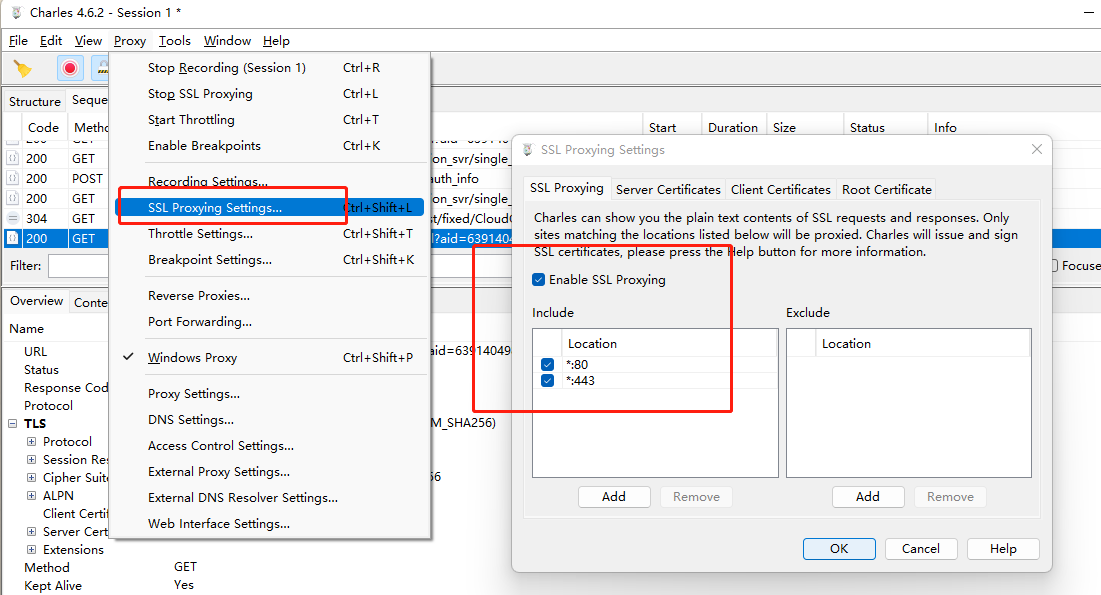 Charles 4.6.2 - Session 1 *
File Edit View Proxy Tools Window Help
Stop Recording (Session 1) Ctrl+R
Stop SSL Proxying Ctrl+L
Start Throttling Ctrl+T
Enable Breakpoints Ctrl+K
Recording Settings...
SSL Proxying Settings... Ctrl+Shift+L
Throttle Settings... Ctrl+Shift+T
Breakpoint Settings... Ctrl+Shift+K
Reverse Proxies...
Port Forwarding...
Windows Proxy Ctrl+Shift+P
Proxy Settings...
DNS Settings...
Access Control Settings...
External Proxy Settings...
External DNS Resolver Settings...
Web Interface Settings...
Structure Seque
Code Metho Start Duration Size Status Info
200 GET on_svr/single_
200 POST auth_info
200 GET on_svr/single_
304 GET st/fixed/CloudC
200 GET l?aid=6391404
Filter: Focuse
Overview Conte
Name
URL aid=63914049
Status
Response Cod
Protocol
TLS M_SHA256)
Protocol
Session Res
Cipher Suite 56
ALPN
Client Certif
Server Cert
Extensions
Method GET
Kept Alive Yes
SSL Proxying Settings
SSL Proxying Server Certificates Client Certificates Root Certificate
Charles can show you the plain text contents of SSL requests and responses. Only
sites matching the locations listed below will be proxied. Charles will issue and sign
SSL certificates, please press the Help button for more information.
Enable SSL Proxying
Include Exclude
Location Location
*:80
*:443
Add Remove Add Remove
OK Cancel Help